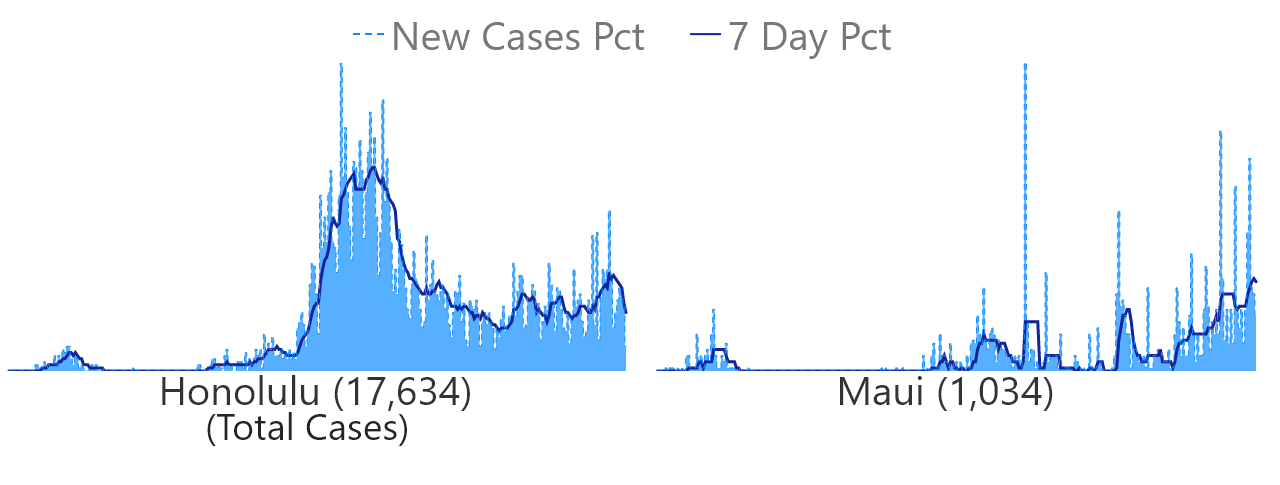 New Cases Pct 7 Day Pct
Honolulu (17,634) Maui (1,034)
(Total Cases)